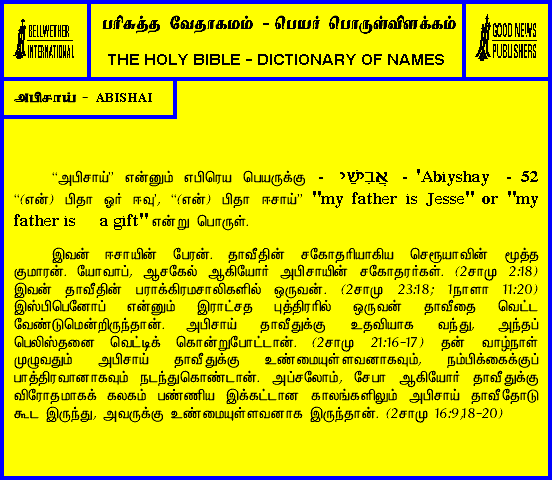 BELLWETHER
INTERNATIONAL
பரிசுத்த வேதாகமம் - பெயர் பொருள்விளக்கம்
THE HOLY BIBLE - DICTIONARY OF NAMES
GOOD NEWS
PUBLISHERS
அபிசாய் - ABISHAI
“அபிசாய்” என்னும் எபிரெய பெயருக்கு - אֲבִישַׁי - 'Abiyshay - 52
“(என்) பிதா ஓர் ஈவு', “(என்) பிதா ஈசாய்” "my father is Jesse" or "my
father is a gift" என்று பொருள்.
இவன் ஈசாயின் பேரன். தாவீதின் சகோதரியாகிய செரூயாவின் மூத்த
குமாரன். யோவாப், ஆசகேல் ஆகியோர் அபிசாயின் சகோதரர்கள். (2சாமு 2:18)
இவன் தாவீதின் பராக்கிரமசாலிகளில் ஒருவன். (2சாமு 23:18; 1நாளா 11:20)
இஸ்பிபெனோப் என்னும் இராட்சத புத்திரரில் ஒருவன் தாவீதை வெட்ட
வேண்டுமென்றிருந்தான். அபிசாய் தாவீதுக்கு உதவியாக வந்து, அந்தப்
பெலிஸ்தனை வெட்டிக் கொன்றுபோட்டான். (2சாமு 21:16-17) தன் வாழ்நாள்
முழுவதும் அபிசாய் தாவீதுக்கு உண்மையுள்ளவனாகவும், நம்பிக்கைக்குப்
பாத்திரவானாகவும் நடந்துகொண்டான். அப்சலோம், சேபா ஆகியோர் தாவீதுக்கு
விரோதமாகக் கலகம் பண்ணிய இக்கட்டான காலங்களிலும் அபிசாய் தாவீதோடு
கூட இருந்து, அவருக்கு உண்மையுள்ளவனாக இருந்தான். (2சாமு 16:9,18-20)